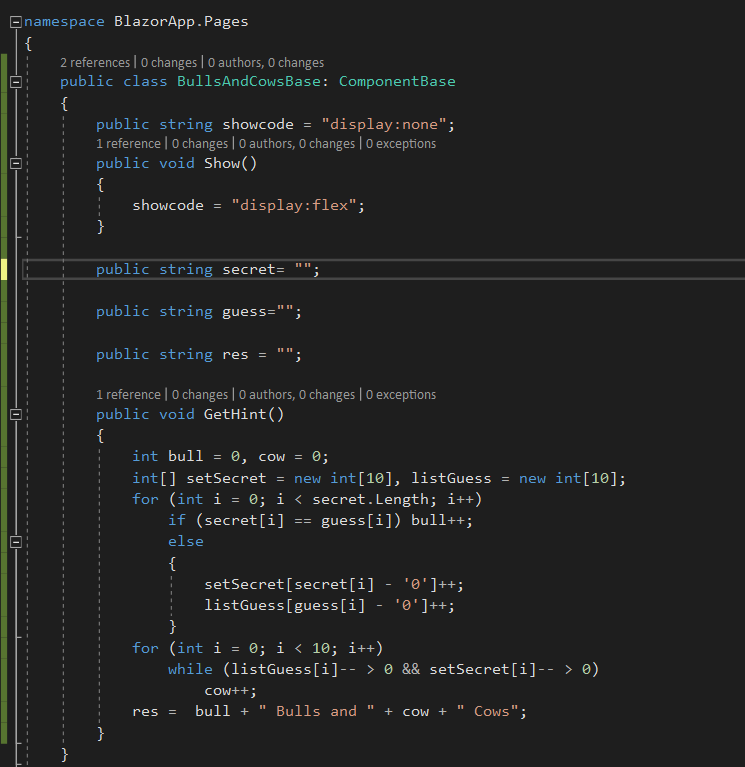 namespace BlazorApp.Pages
{
2 references | 0 changes | 0 authors, 0 changes
public class BullsAndCowsBase: ComponentBase
{
public string showcode = "display:none";
1 reference | 0 changes | 0 authors, 0 changes | 0 exceptions
public void Show()
{
showcode = "display:flex";
}
public string secret= "";
public string guess="";
public string res = "";
1 reference | 0 changes | 0 authors, 0 changes | 0 exceptions
public void GetHint()
{
int bull = 0, cow = 0;
int[] setSecret = new int[10], listGuess = new int[10];
for (int i = 0; i < secret.Length; i++)
if (secret[i] == guess[i]) bull++;
else
{
setSecret[secret[i] - '0']++;
listGuess[guess[i] - '0']++;
}
for (int i = 0; i < 10; i++)
while (listGuess[i]-- > 0 && setSecret[i]-- > 0)
cow++;
res =  bull + " Bulls and " + cow + " Cows";
}
}